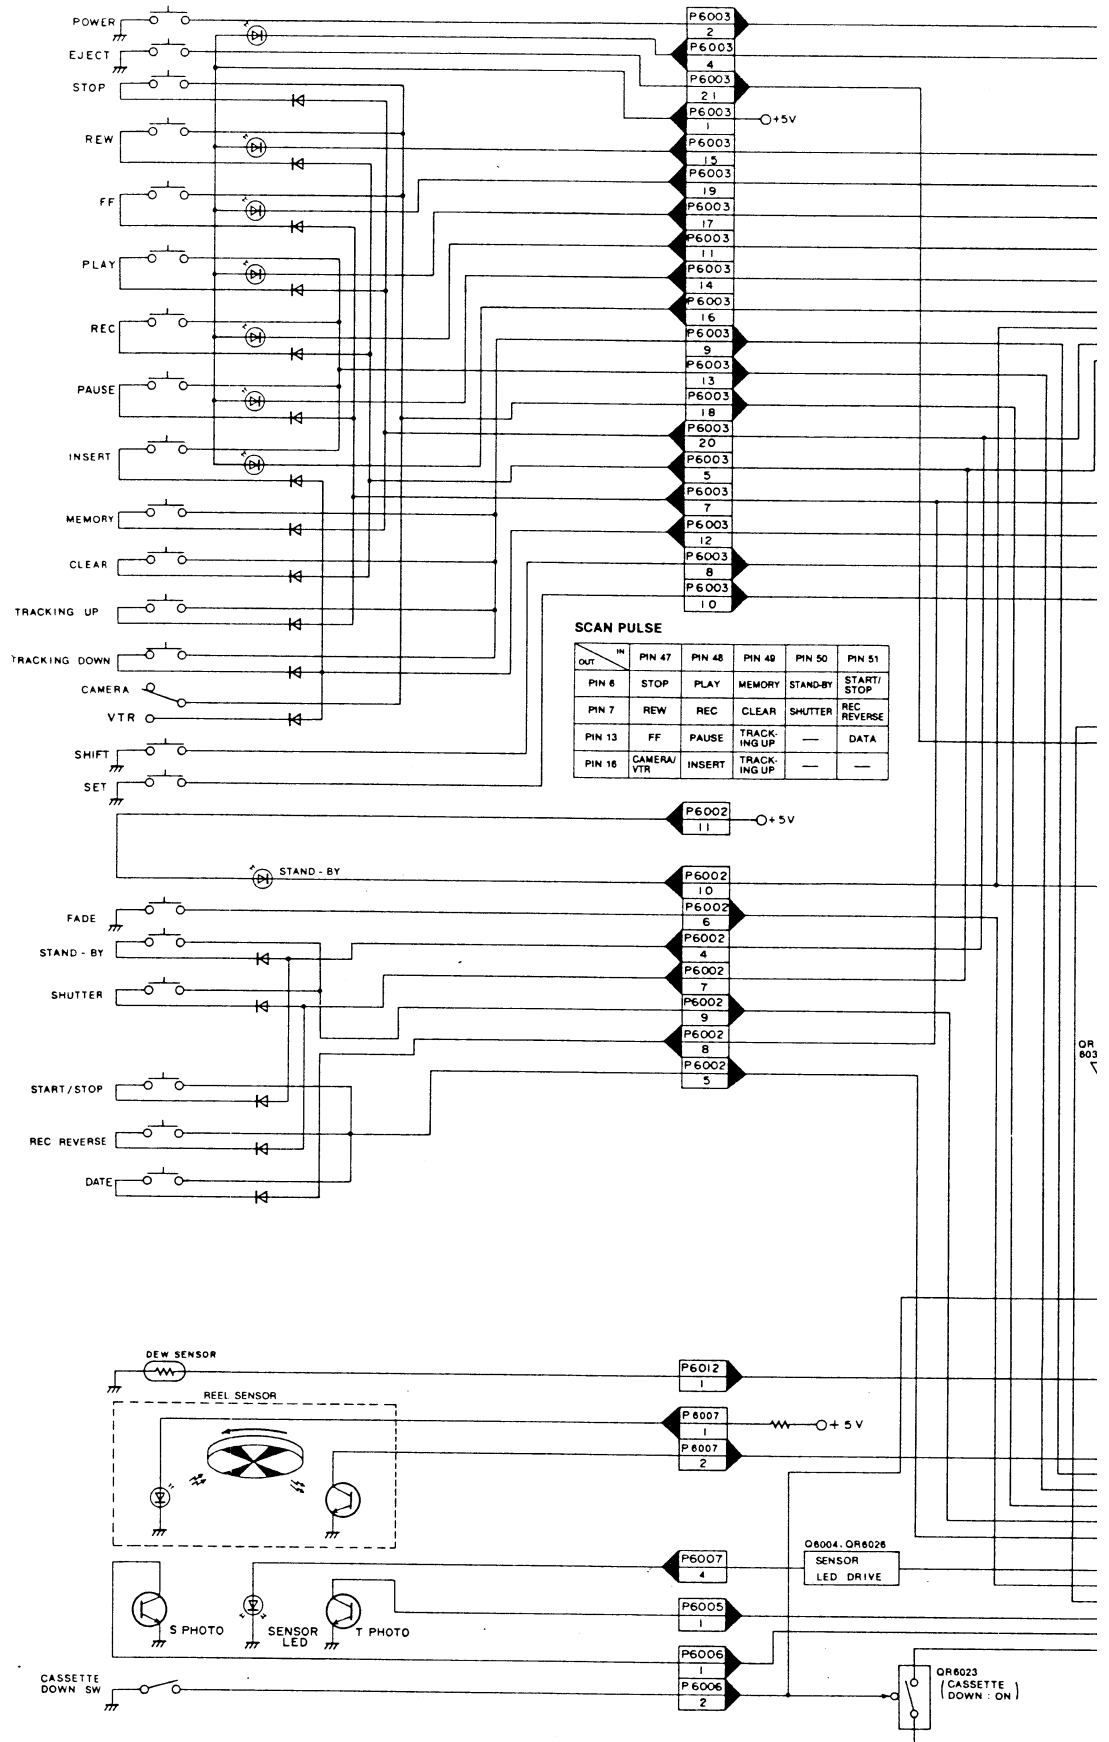 POWER
EJECT
STOP
REW
FF
PLAY
REC
PAUSE
INSERT
MEMORY
CLEAR
TRACKING UP
TRACKING DOWN
CAMERA
VTR
SHIFT
SET
P6003
2
P6003
4
P6003
21
P6003
1
+5V
P6003
15
P6003
19
P6003
17
P6003
11
P6003
14
P6003
16
P6003
9
P6003
13
P6003
18
P6003
20
P6003
5
P6003
7
P6003
12
P6003
8
P6003
10
SCAN PULSE
OUT IN PIN 47 PIN 48 PIN 49 PIN 50 PIN 51
PIN 6 STOP PLAY MEMORY STAND-BY START/ STOP
PIN 7 REW REC CLEAR SHUTTER REC REVERSE
PIN 13 FF PAUSE TRACK- ING UP — DATA
PIN 16 CAMERA/ VTR INSERT TRACK- ING UP — —
P6002
11
+5V
STAND-BY
P6002
10
FADE
P6002
6
STAND-BY
P6002
4
SHUTTER
P6002
7
P6002
9
P6002
8
P6002
5
QR
603
START/STOP
REC REVERSE
DATE
DEW SENSOR
P6012
1
REEL SENSOR
P6007
1
+5V
P6007
2
Q6004, QR6026
SENSOR
LED DRIVE
P6007
4
P6005
1
S PHOTO
SENSOR
LED
T PHOTO
P6006
1
CASSETTE
DOWN SW
P6006
2
QR6023
(CASSETTE
DOWN : ON)